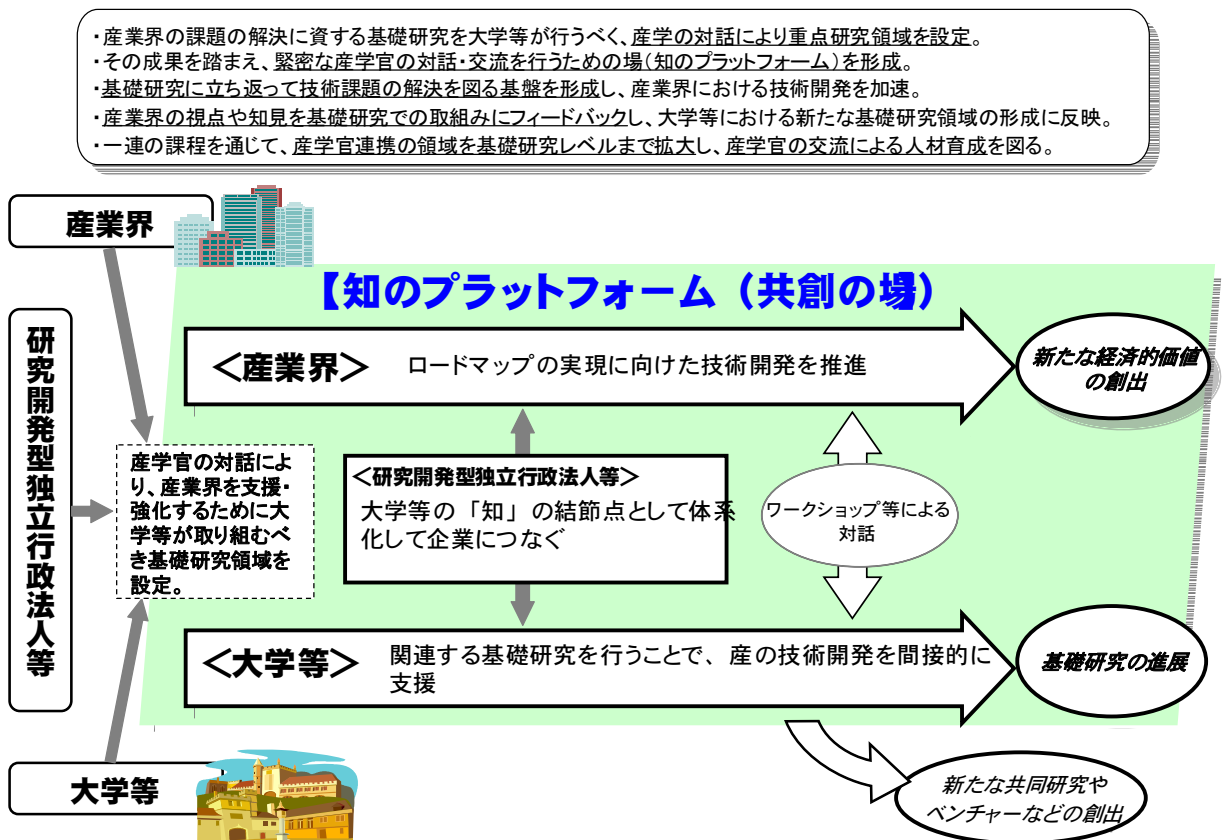 ・産業界の課題の解決に資する基礎研究を大学等が行うべく、産学の対話により重点研究領域を設定。
・その成果を踏まえ、緊密な産学官の対話・交流を行うための場(知のプラットフォーム)を形成。
・基礎研究に立ち返って技術課題の解決を図る基盤を形成し、産業界における技術開発を加速。
・産業界の視点や知見を基礎研究での取組みにフィードバックし、大学等における新たな基礎研究領域の形成に反映。
・一連の課程を通じて、産学官連携の領域を基礎研究レベルまで拡大し、産学官の交流による人材育成を図る。
産業界
【知のプラットフォーム（共創の場）
研究開発型独立行政法人等
＜産業界＞ ロードマップの実現に向けた技術開発を推進
新たな経済的価値
の創出
産学官の対話によ
り、産業界を支援・
強化するために大
学等が取り組むべ
き基礎研究領域を
設定。
＜研究開発型独立行政法人等＞
大学等の「知」の結節点として体系
化して企業につなぐ
ワークショップ等による
対話
＜大学等＞ 関連する基礎研究を行うことで、産の技術開発を間接的に
支援
基礎研究の進展
大学等
新たな共同研究や
ベンチャーなどの創出